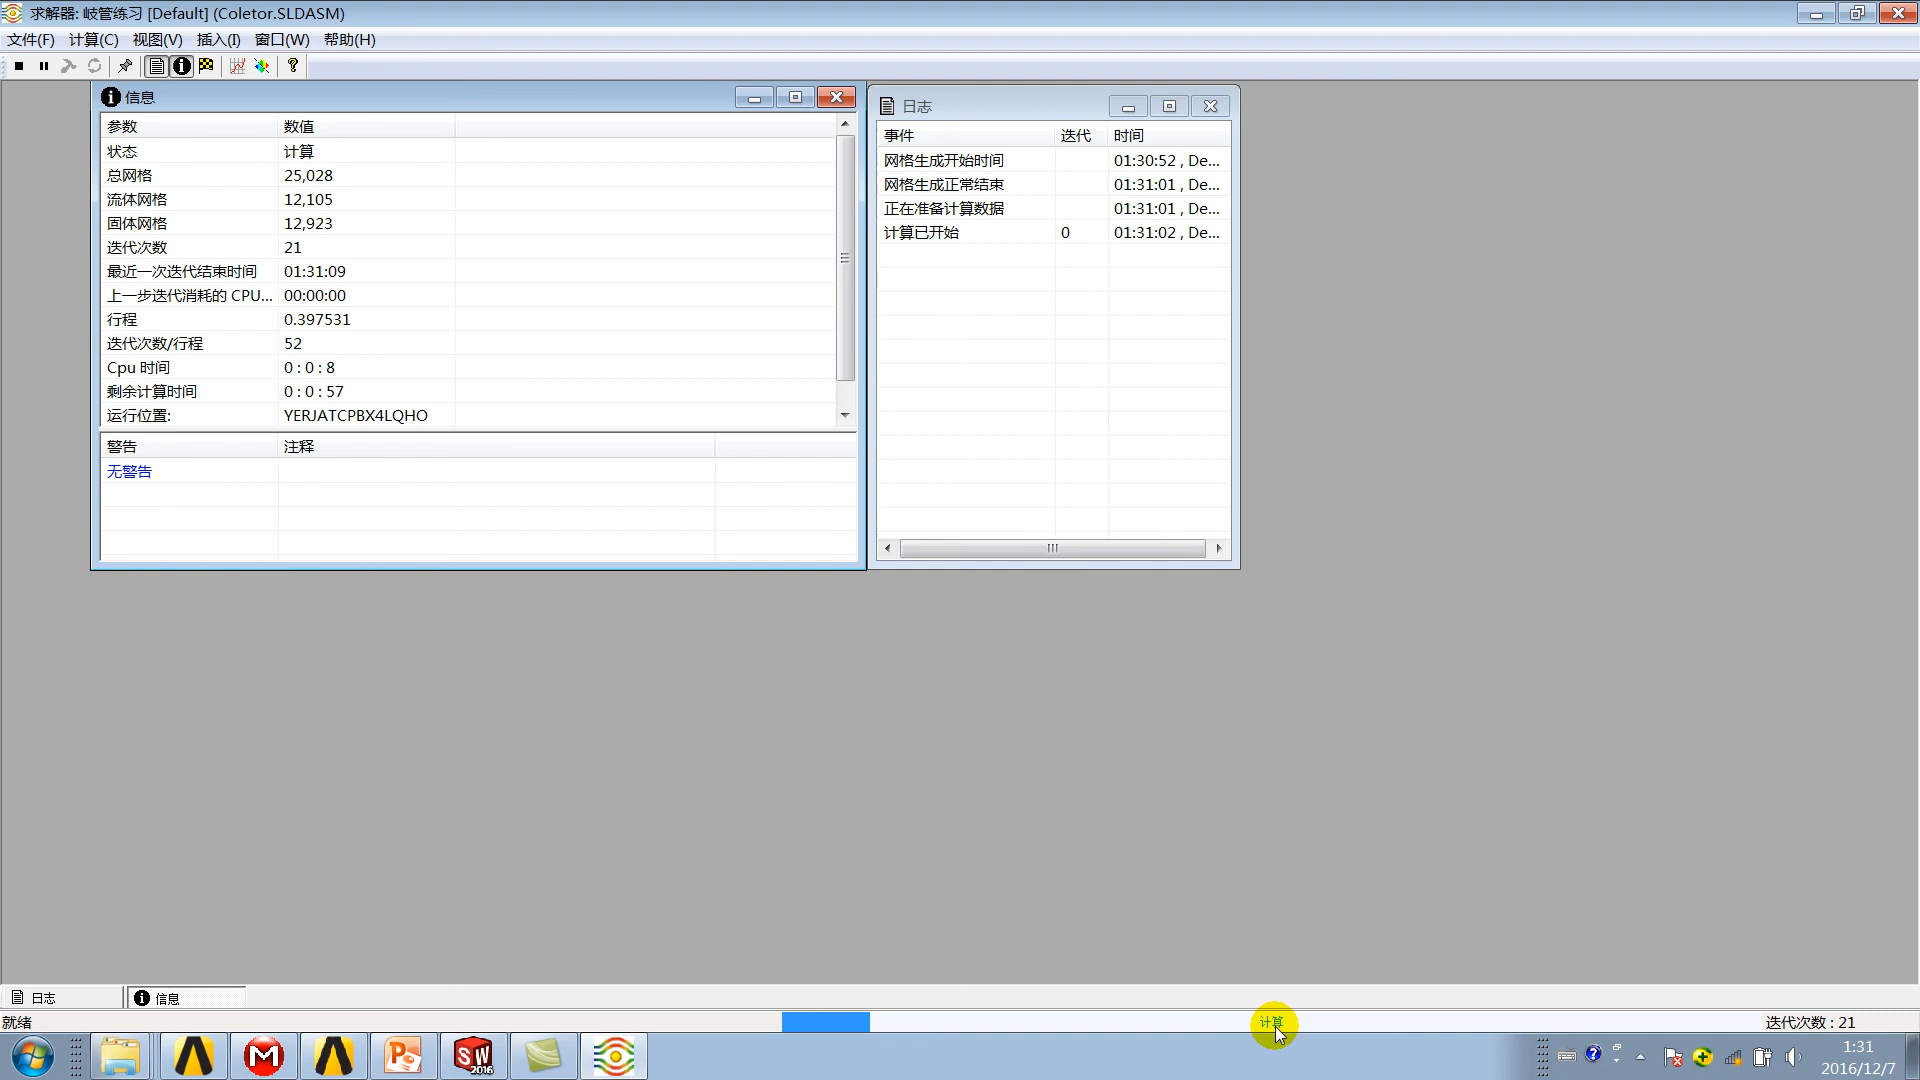 求解器: 岐管练习 [Default] (Coletor.SLDASM)
文件(F) 计算(C) 视图(V) 插入(I) 窗口(W) 帮助(H)
信息
参数 数值
状态 计算
总网格 25,028
流体网格 12,105
固体网格 12,923
迭代次数 21
最近一次迭代结束时间 01:31:09
上一步迭代消耗的 CPU... 00:00:00
行程 0.397531
迭代次数/行程 52
Cpu 时间 0 : 0 : 8
剩余计算时间 0 : 0 : 57
运行位置: YERJATCPBX4LQHO
警告 注释
无警告
日志
事件 迭代 时间
网格生成开始时间 01:30:52 , De...
网格生成正常结束 01:31:01 , De...
正在准备计算数据 01:31:01 , De...
计算已开始 0 01:31:02 , De...
日志 信息
就绪 计算 迭代次数 : 21
SW
2016
1:31
2016/12/7